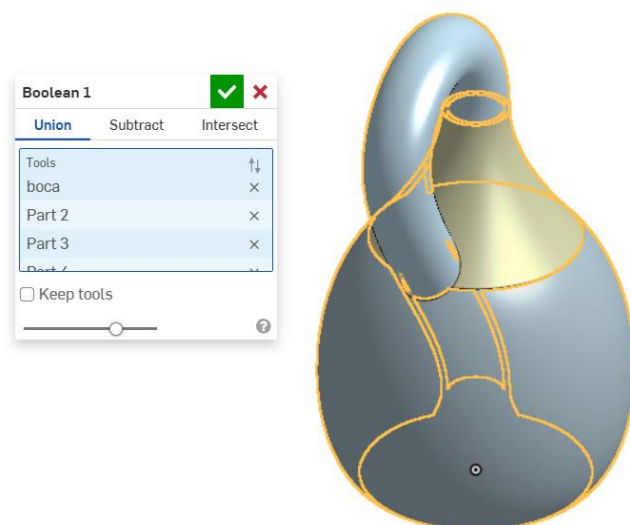 Boolean 1
Union Subtract Intersect
Tools
boca
Part 2
Part 3
Keep tools